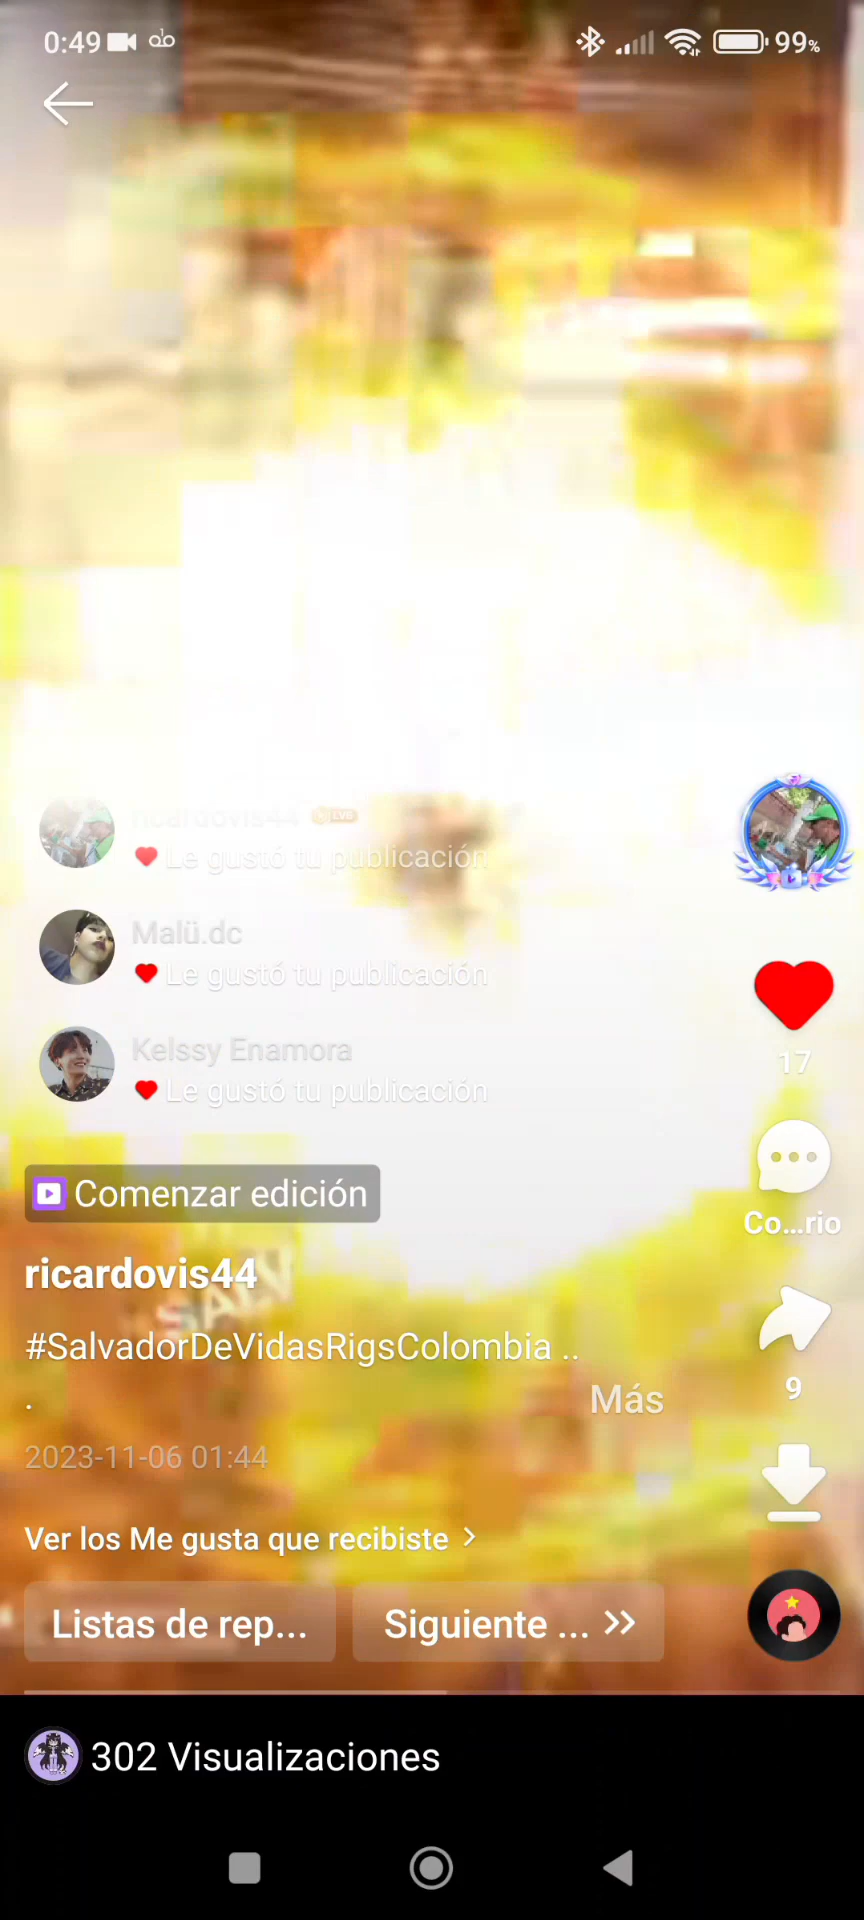 0:49
99%
ricardovis44 LV6
Le gustó tu publicación
Malü.dc
Le gustó tu publicación
Kelssy Enamora
Le gustó tu publicación
17
Comenzar edición
Co...rio
ricardovis44
SALV
#SalvadorDeVidasRigsColombia ..
.
Más
9
2023-11-06 01:44
Ver los Me gusta que recibiste >
Listas de rep...
Siguiente ... >>
302 Visualizaciones